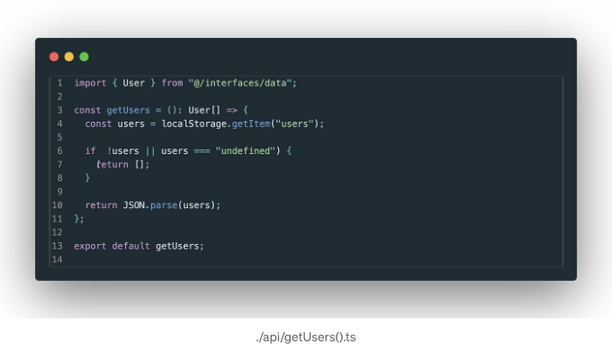 1 import { User } from "@/interfaces/data";
2
3 const getUsers = (): User[] => {
4 const users = localStorage.getItem("users");
5
6 if !users || users === "undefined") {
7 return [];
8 }
9
10 return JSON.parse(users);
11 };
12
13 export default getUsers;
14
./api/getUsers().ts